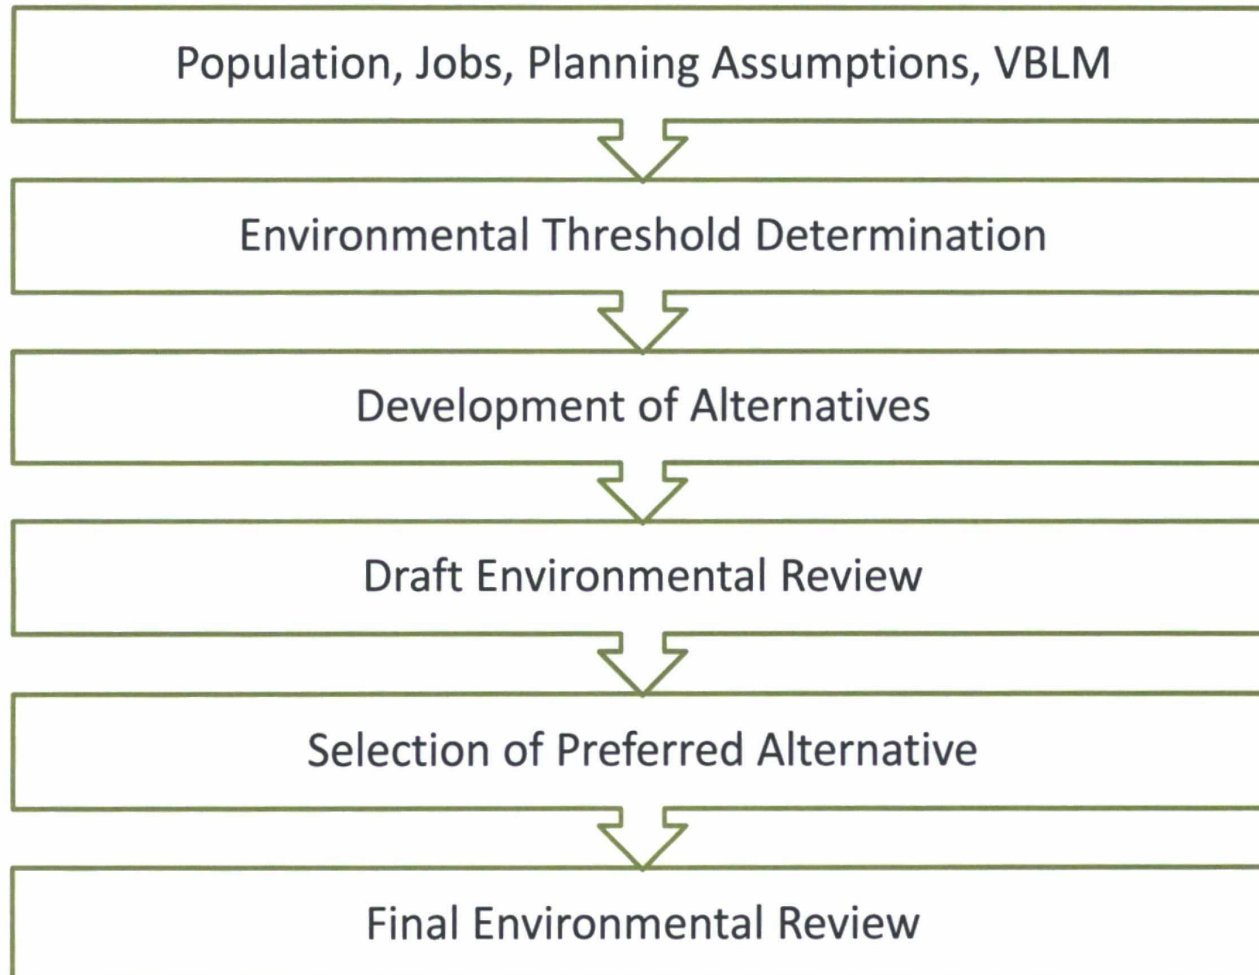 Population, Jobs, Planning Assumptions, VBLM
Environmental Threshold Determination
Development of Alternatives
Draft Environmental Review
Selection of Preferred Alternative
Final Environmental Review